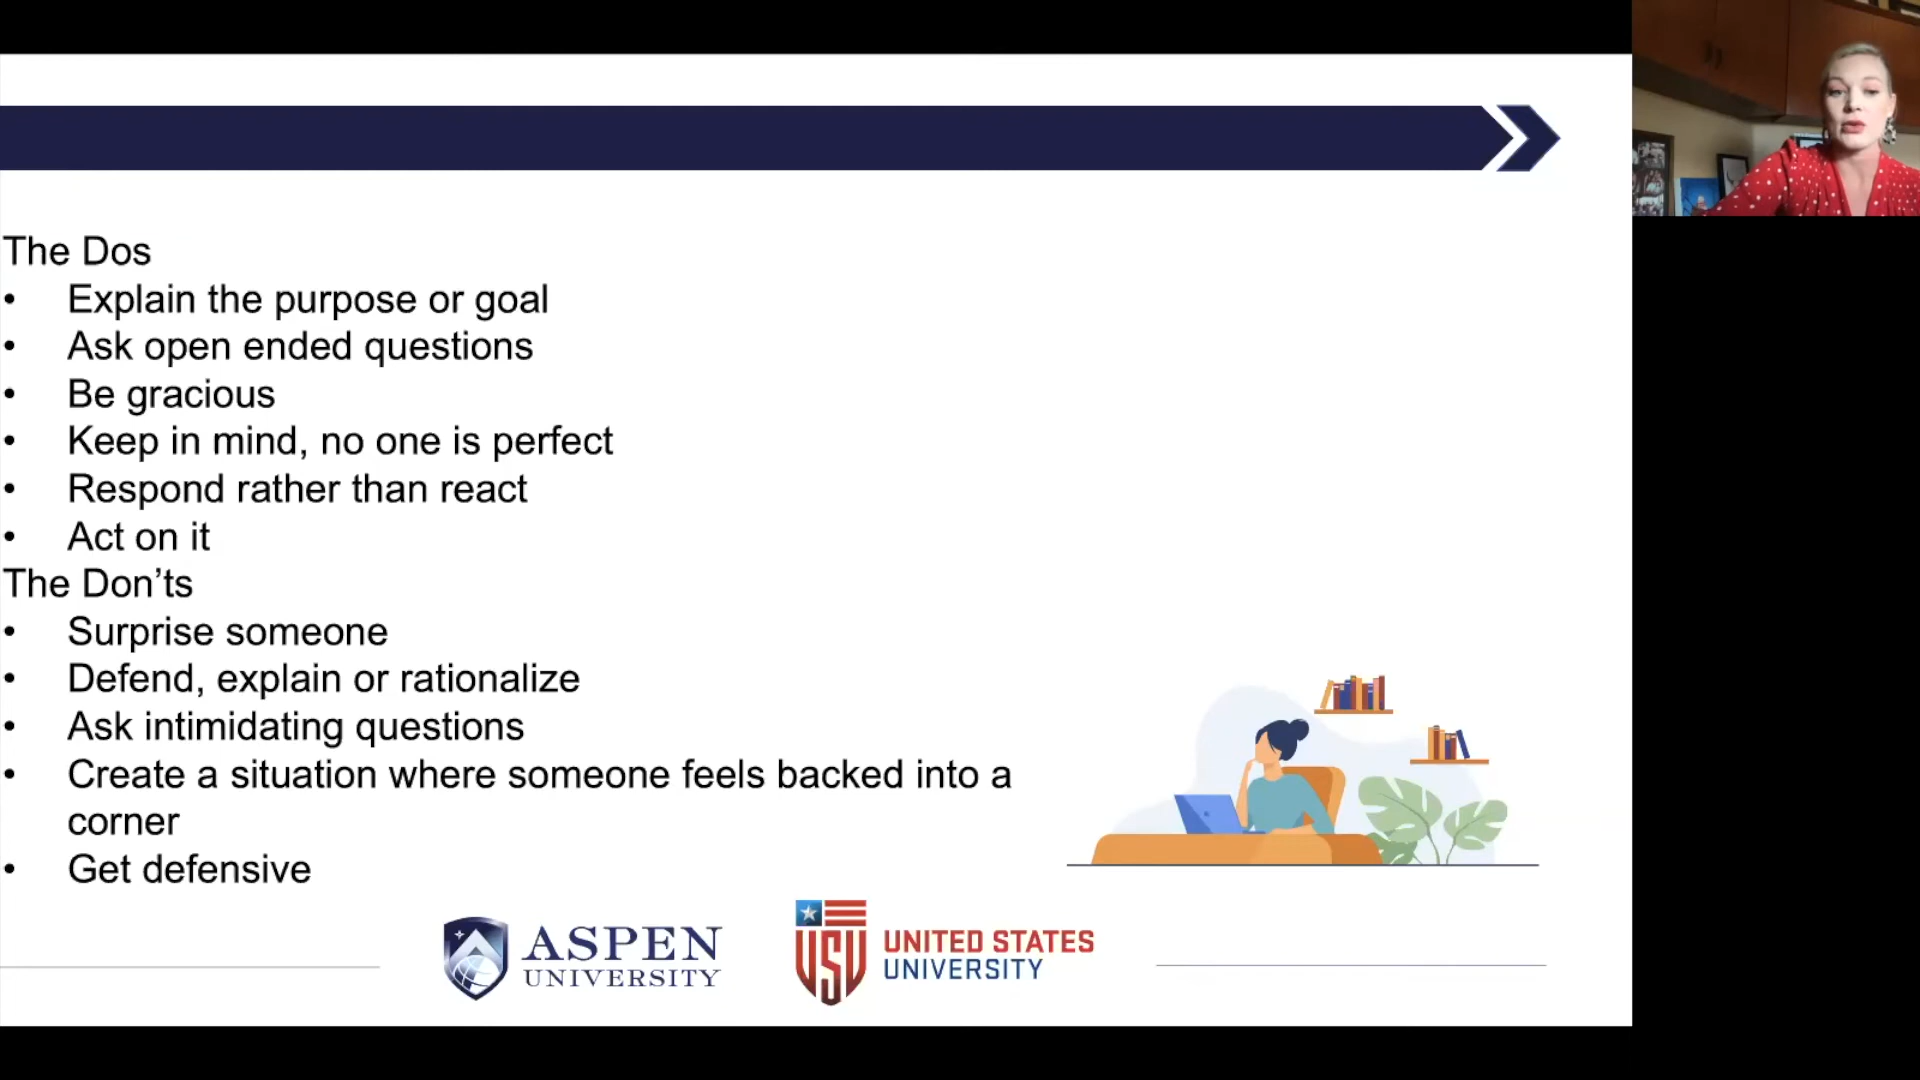 The Dos
• Explain the purpose or goal
• Ask open ended questions
• Be gracious
• Keep in mind, no one is perfect
• Respond rather than react
• Act on it
The Don’ts
• Surprise someone
• Defend, explain or rationalize
• Ask intimidating questions
• Create a situation where someone feels backed into a
corner
• Get defensive
ASPEN
UNIVERSITY
USU
UNITED STATES
UNIVERSITY